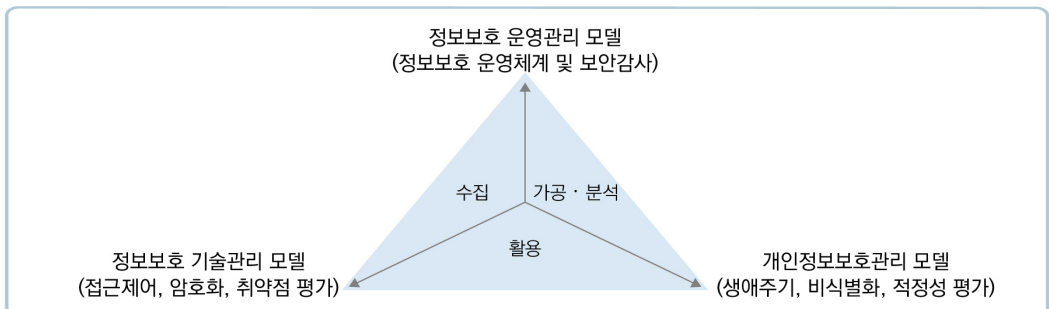 정보보호 운영관리 모델
(정보보호 운영체계 및 보안감사)
수집
가공 · 분석
활용
정보보호 기술관리 모델
(접근제어, 암호화, 취약점 평가)
개인정보보호관리 모델
(생애주기, 비식별화, 적정성 평가)